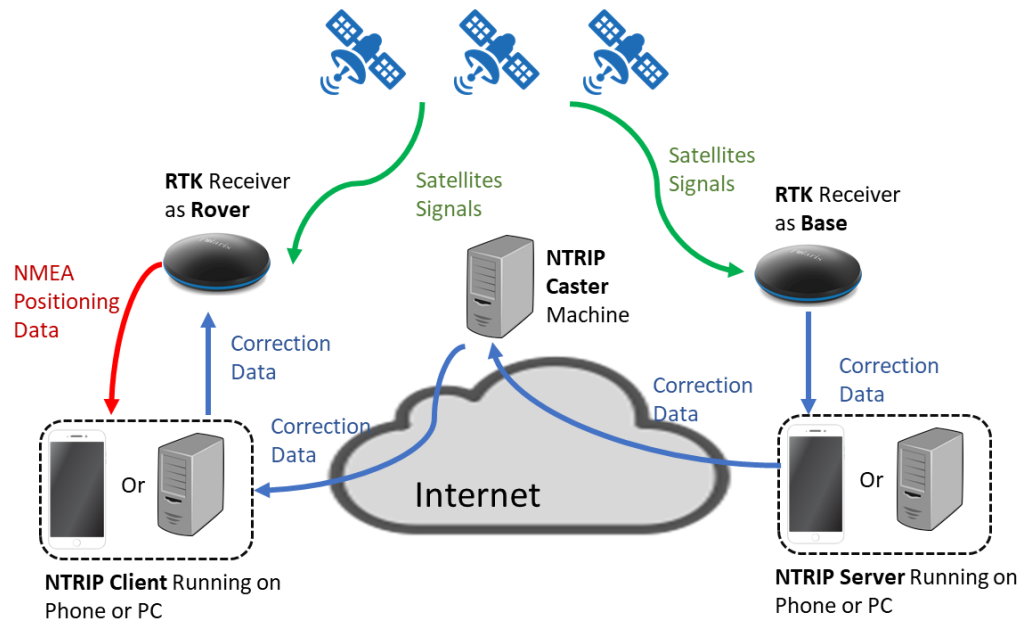 Satellites
Signals
Satellites
Signals
RTK Receiver
as Rover
RTK Receiver
as Base
NMEA
Positioning
Data
NTRIP
Caster
Machine
Correction
Data
Correction
Data
Correction
Data
Correction
Data
Or
Or
Internet
NTRIP Client Running on
Phone or PC
NTRIP Server Running on
Phone or PC